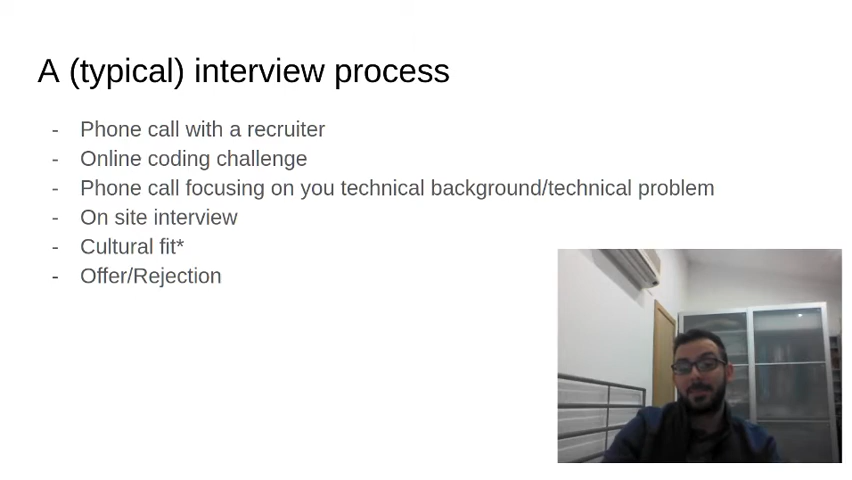 A (typical) interview process
- Phone call with a recruiter
- Online coding challenge
- Phone call focusing on you technical background/technical problem
- On site interview
- Cultural fit*
- Offer/Rejection